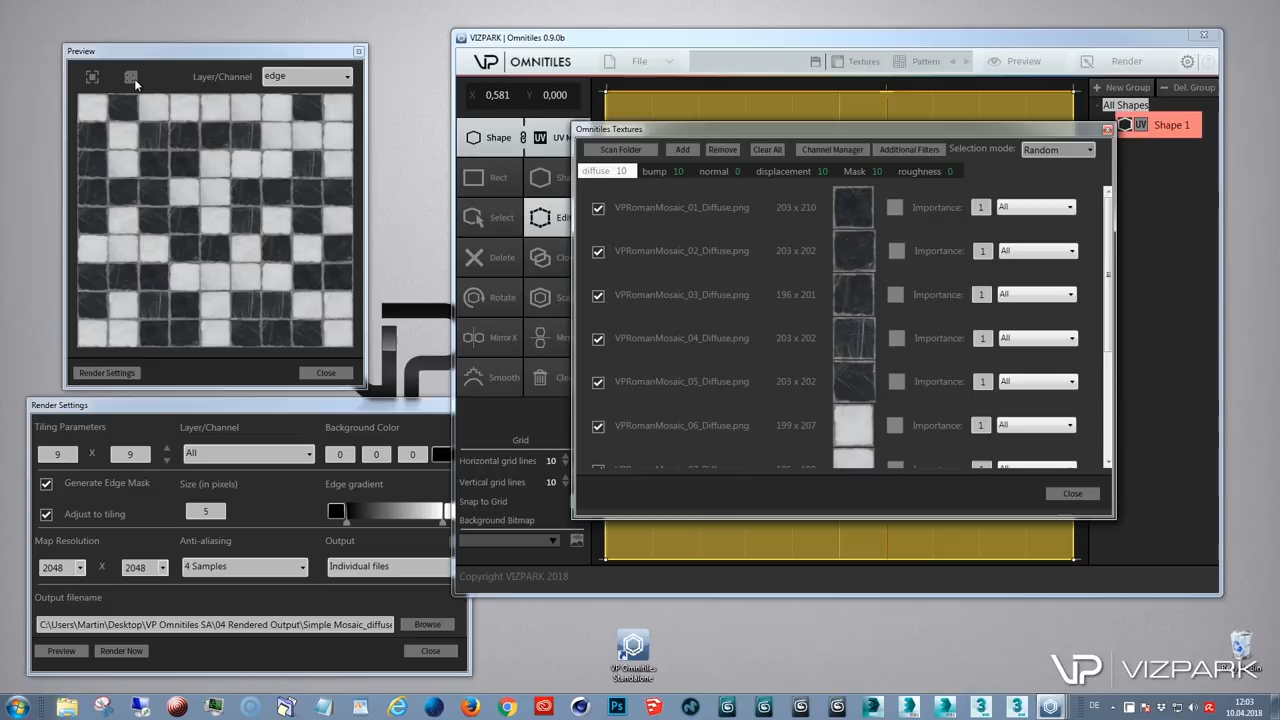 Preview
Layer/Channel edge
Render Settings Close
VIZPARK | Omnitiles 0.9.0b
VP OMNITILES File Textures Pattern Preview Render
X 0,581 Y 0,000
New Group Del. Group
All Shapes
UV Shape 1
Shape UV
Rect
Select
Delete
Rotate
MirrorX
Smooth
Grid
Horizontal grid lines 10
Vertical grid lines 10
Snap to Grid
Background Bitmap
Copyright VIZPARK 2018
Omnitiles Textures
Scan Folder Add Remove Clear All Channel Manager Additional Filters Selection mode: Random
diffuse 10 bump 10 normal 0 displacement 10 Mask 10 roughness 0
VPRomanMosaic_01_Diffuse.png 203 x 210 Importance: 1 All
VPRomanMosaic_02_Diffuse.png 203 x 202 Importance: 1 All
VPRomanMosaic_03_Diffuse.png 196 x 201 Importance: 1 All
VPRomanMosaic_04_Diffuse.png 203 x 202 Importance: 1 All
VPRomanMosaic_05_Diffuse.png 203 x 202 Importance: 1 All
VPRomanMosaic_06_Diffuse.png 199 x 207 Importance: 1 All
Close
Render Settings
Tiling Parameters Layer/Channel Background Color
9 X 9 All 0 0 0
Generate Edge Mask Size (in pixels) Edge gradient
Adjust to tiling 5
Map Resolution Anti-aliasing Output
2048 X 2048 4 Samples Individual files
Output filename
C:\Users\Martin\Desktop\VP Omnitiles SA\04 Rendered Output\Simple Mosaic_diffuse Browse
Preview Render Now Close
VP Omnitiles
Standalone
VP VIZPARK
DE 12:03
10.04.2018